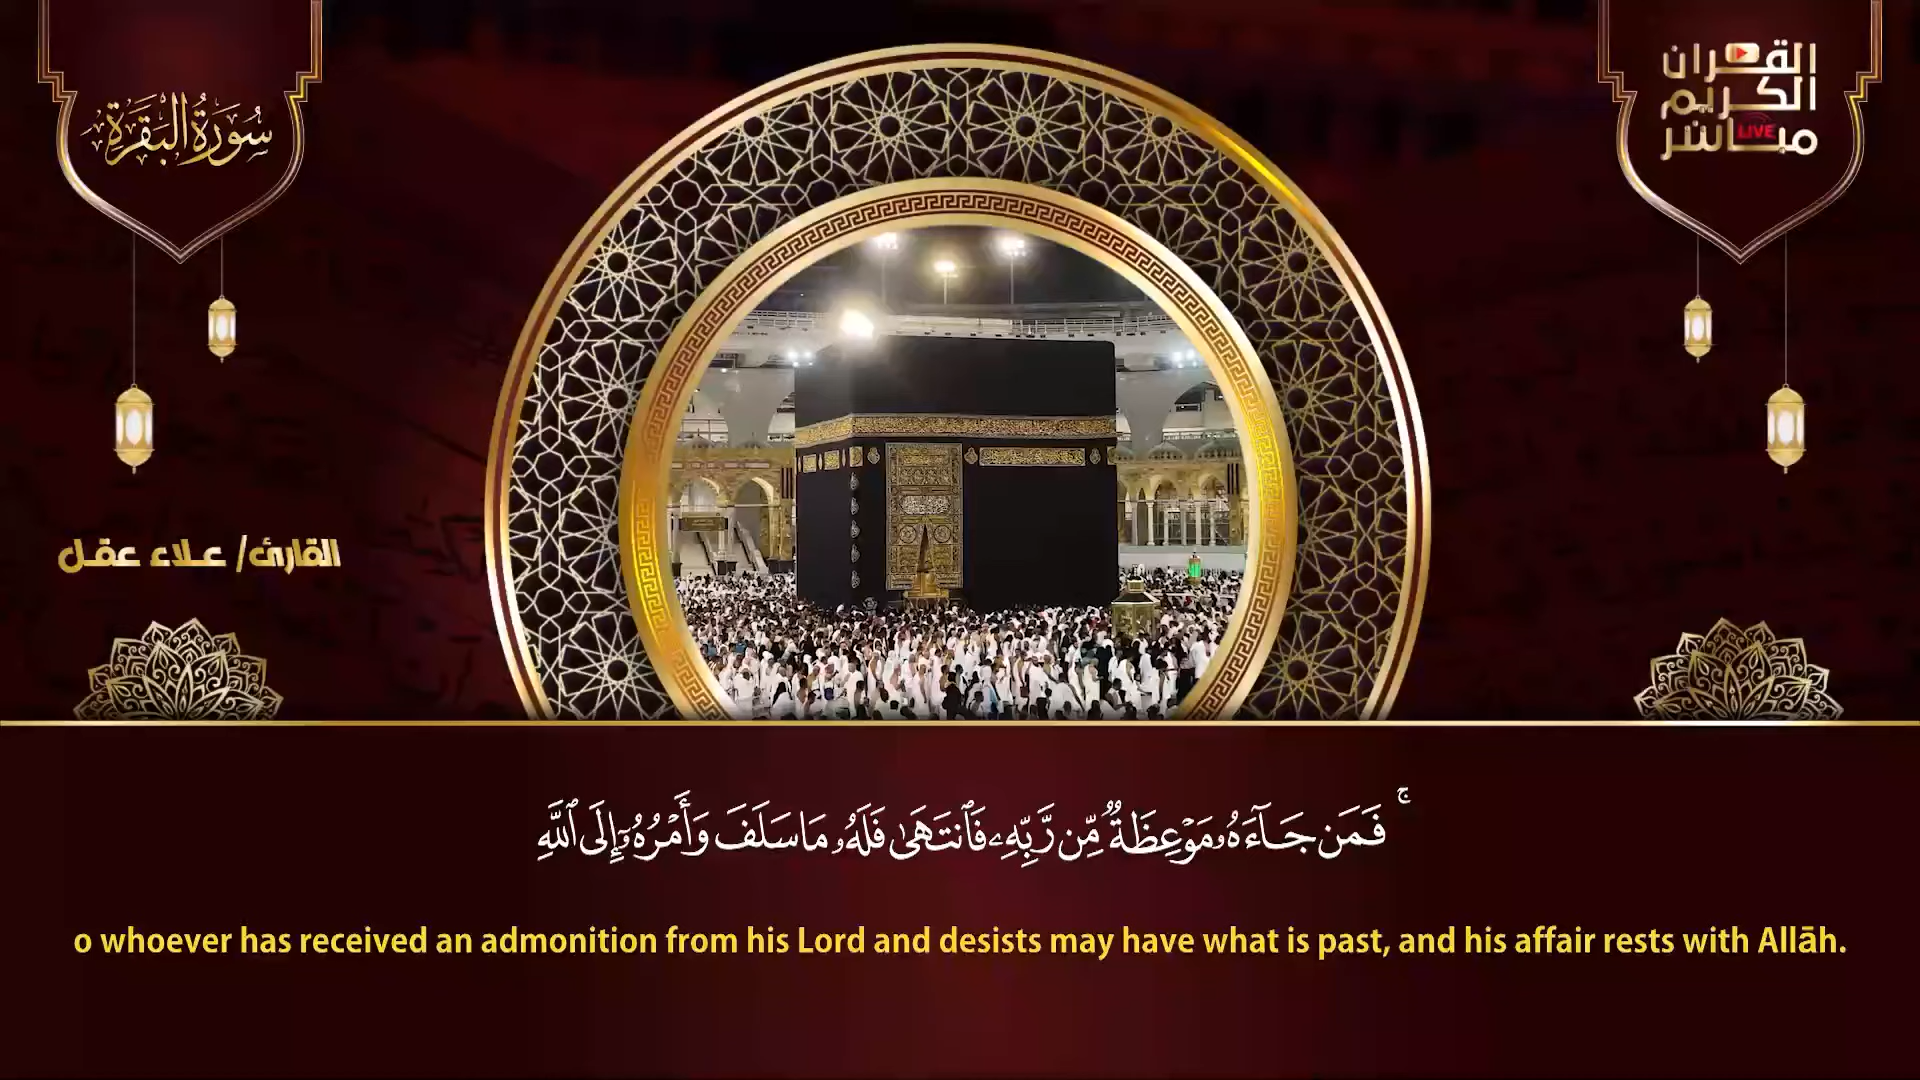 سُورَةُ البَقَرَةِ
القرآن
الكريم
مباشر
LIVE
القارئ/ علاء عقل
ۚ فَمَن جَآءَهُۥ مَوْعِظَةٌ مِّن رَّبِّهِۦ فَٱنتَهَىٰ فَلَهُۥ مَا سَلَفَ وَأَمْرُهُۥٓ إِلَى ٱللَّهِ
o whoever has received an admonition from his Lord and desists may have what is past, and his affair rests with Allāh.